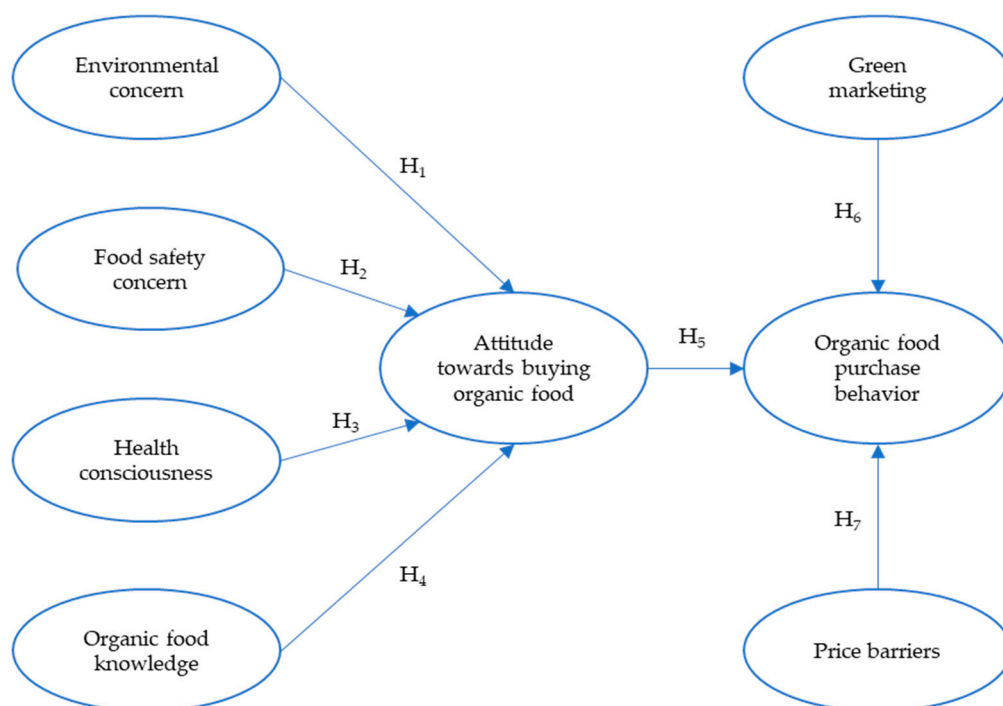 Environmental
concern
Green
marketing
H₁
H₆
Food safety
concern
H₂
Attitude
towards buying
organic food
H₅
Organic food
purchase
behavior
Health
consciousness
H₃
H₇
H₄
Organic food
knowledge
Price barriers